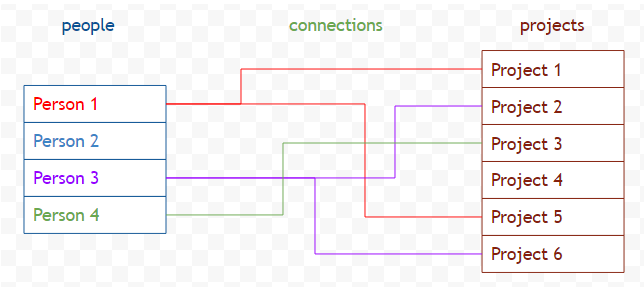 people
connections
projects
Person 1
Person 2
Person 3
Person 4
Project 1
Project 2
Project 3
Project 4
Project 5
Project 6